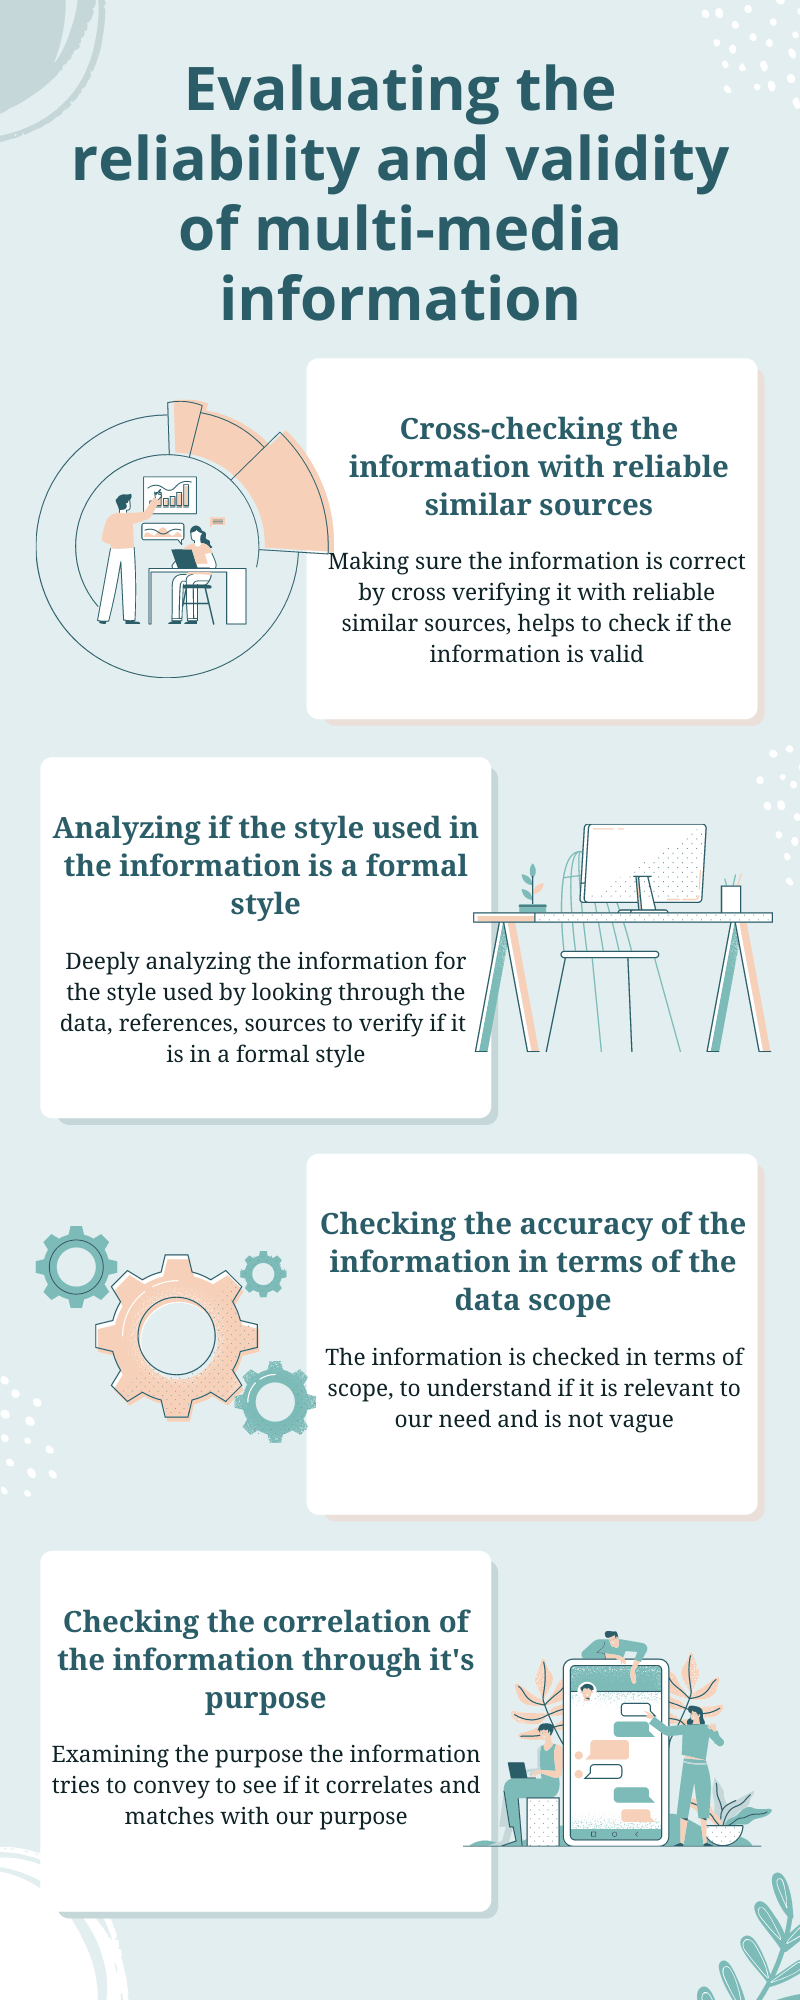 Evaluating the
reliability and validity
of multi-media
information
Cross-checking the
information with reliable
similar sources
Making sure the information is correct
by cross verifying it with reliable
similar sources, helps to check if the
information is valid
Analyzing if the style used in
the information is a formal
style
Deeply analyzing the information for
the style used by looking through the
data, references, sources to verify if it
is in a formal style
Checking the accuracy of the
information in terms of the
data scope
The information is checked in terms of
scope, to understand if it is relevant to
our need and is not vague
Checking the correlation of
the information through it's
purpose
Examining the purpose the information
tries to convey to see if it correlates and
matches with our purpose